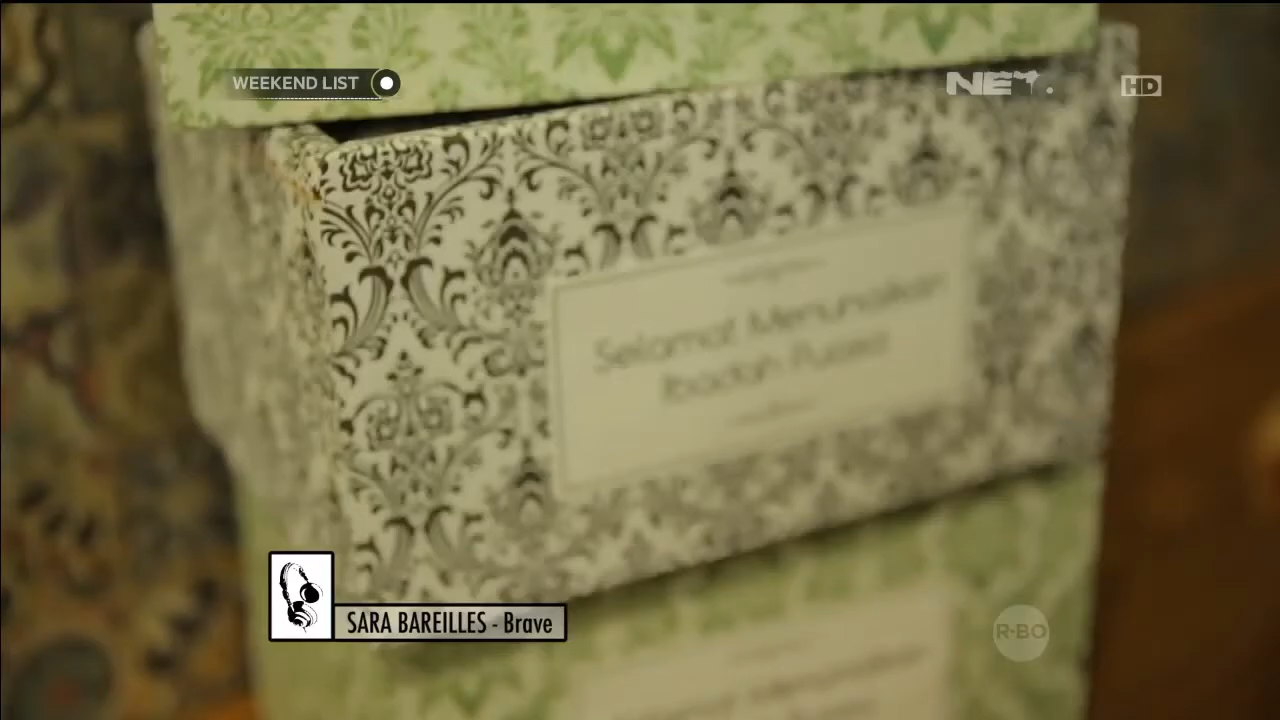 WEEKEND LIST
NET.
HD
Selamat Menunaikan
Ibadah Puasa
SARA BAREILLES - Brave
R-BO